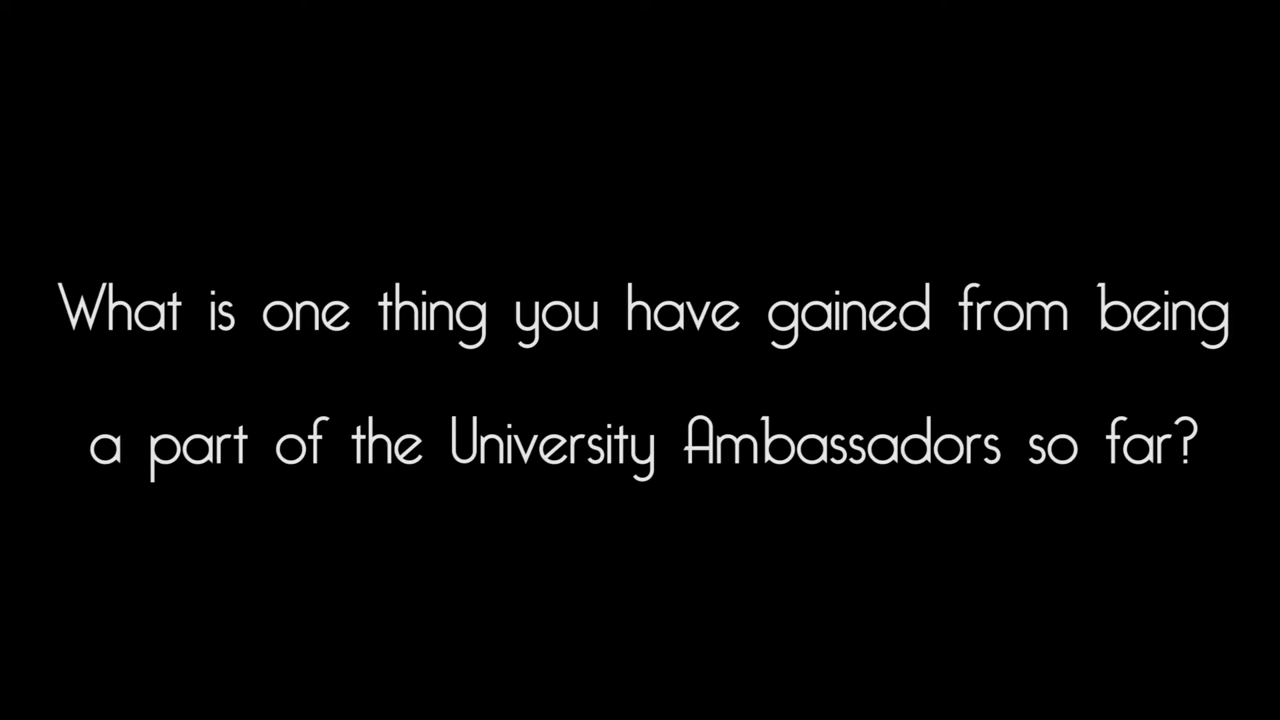 What is one thing you have gained from being
a part of the University Ambassadors so far?